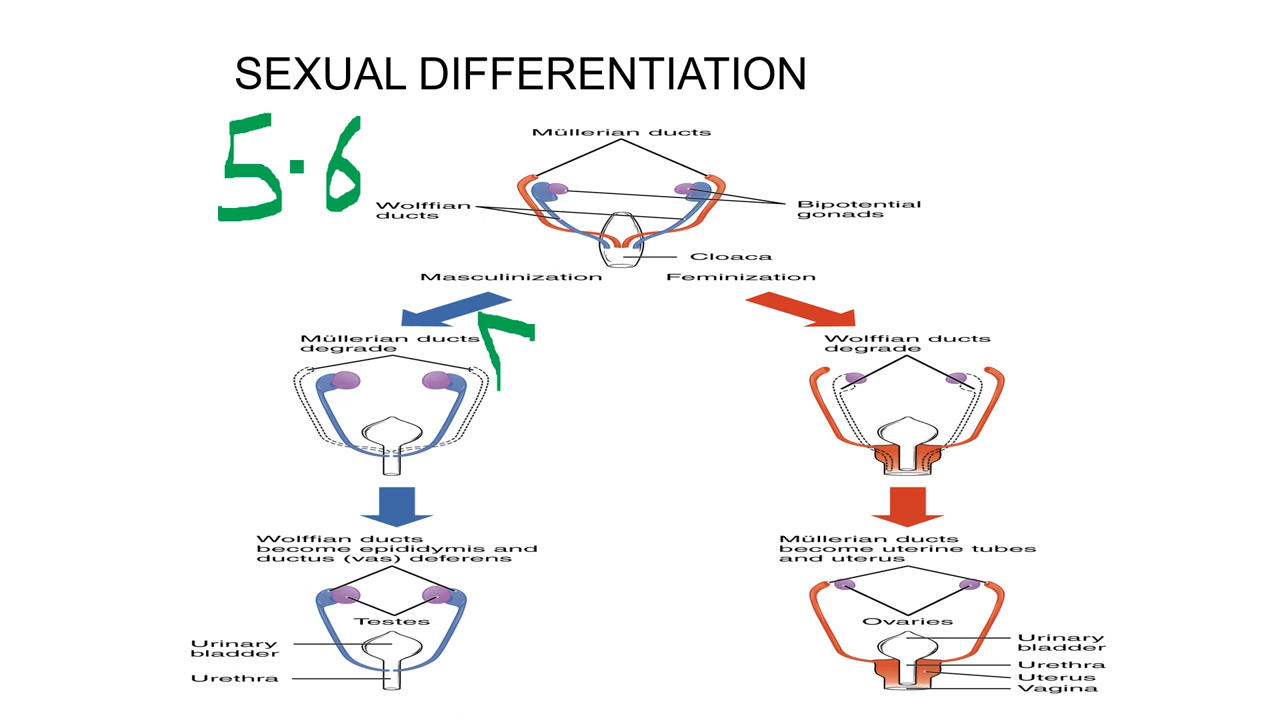 SEXUAL DIFFERENTIATION
5.6
Müllerian ducts
Wolffian
ducts
Bipotential
gonads
Cloaca
Masculinization
Feminization
Müllerian ducts
degrade
Wolffian ducts
degrade
Wolffian ducts
become epididymis and
ductus (vas) deferens
Müllerian ducts
become uterine tubes
and uterus
Testes
Urinary
bladder
Urethra
Ovaries
Urinary
bladder
Urethra
Uterus
Vagina